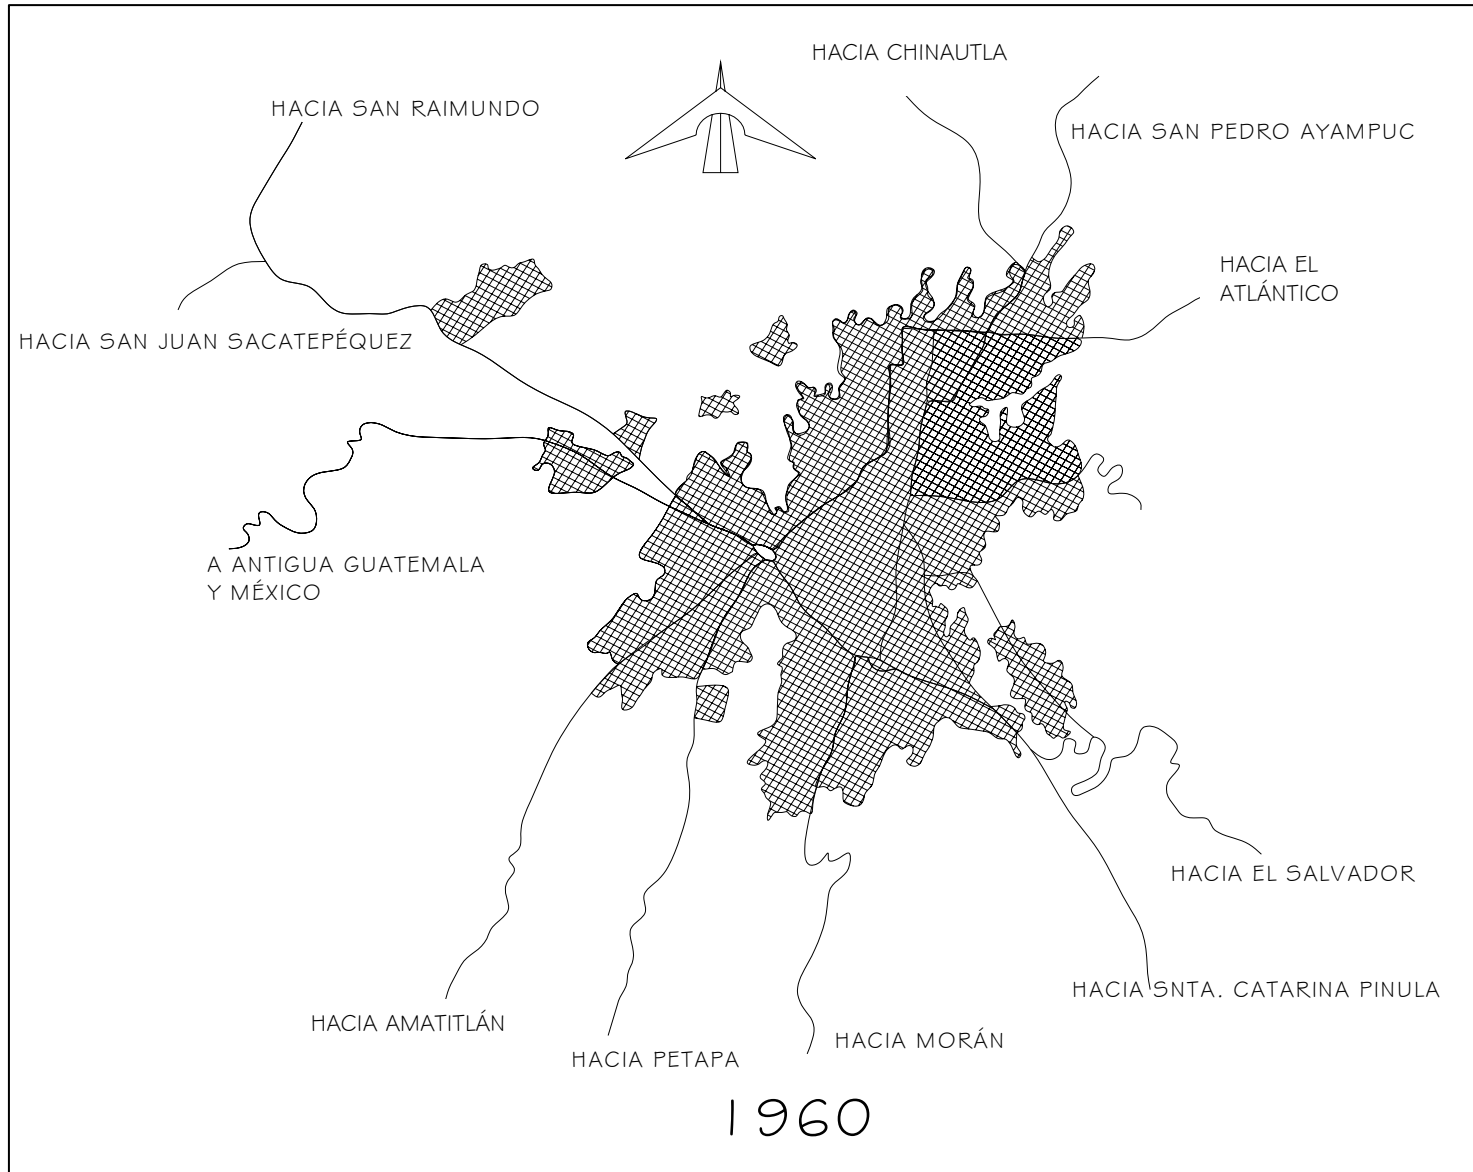 HACIA CHINAUTLA
HACIA SAN RAIMUNDO
HACIA SAN PEDRO AYAMPUC
HACIA EL
ATLÁNTICO
HACIA SAN JUAN SACATEPÉQUEZ
A ANTIGUA GUATEMALA
Y MÉXICO
HACIA EL SALVADOR
HACIA SNTA. CATARINA PINULA
HACIA AMATITLÁN
HACIA MORÁN
HACIA PETAPA
1960